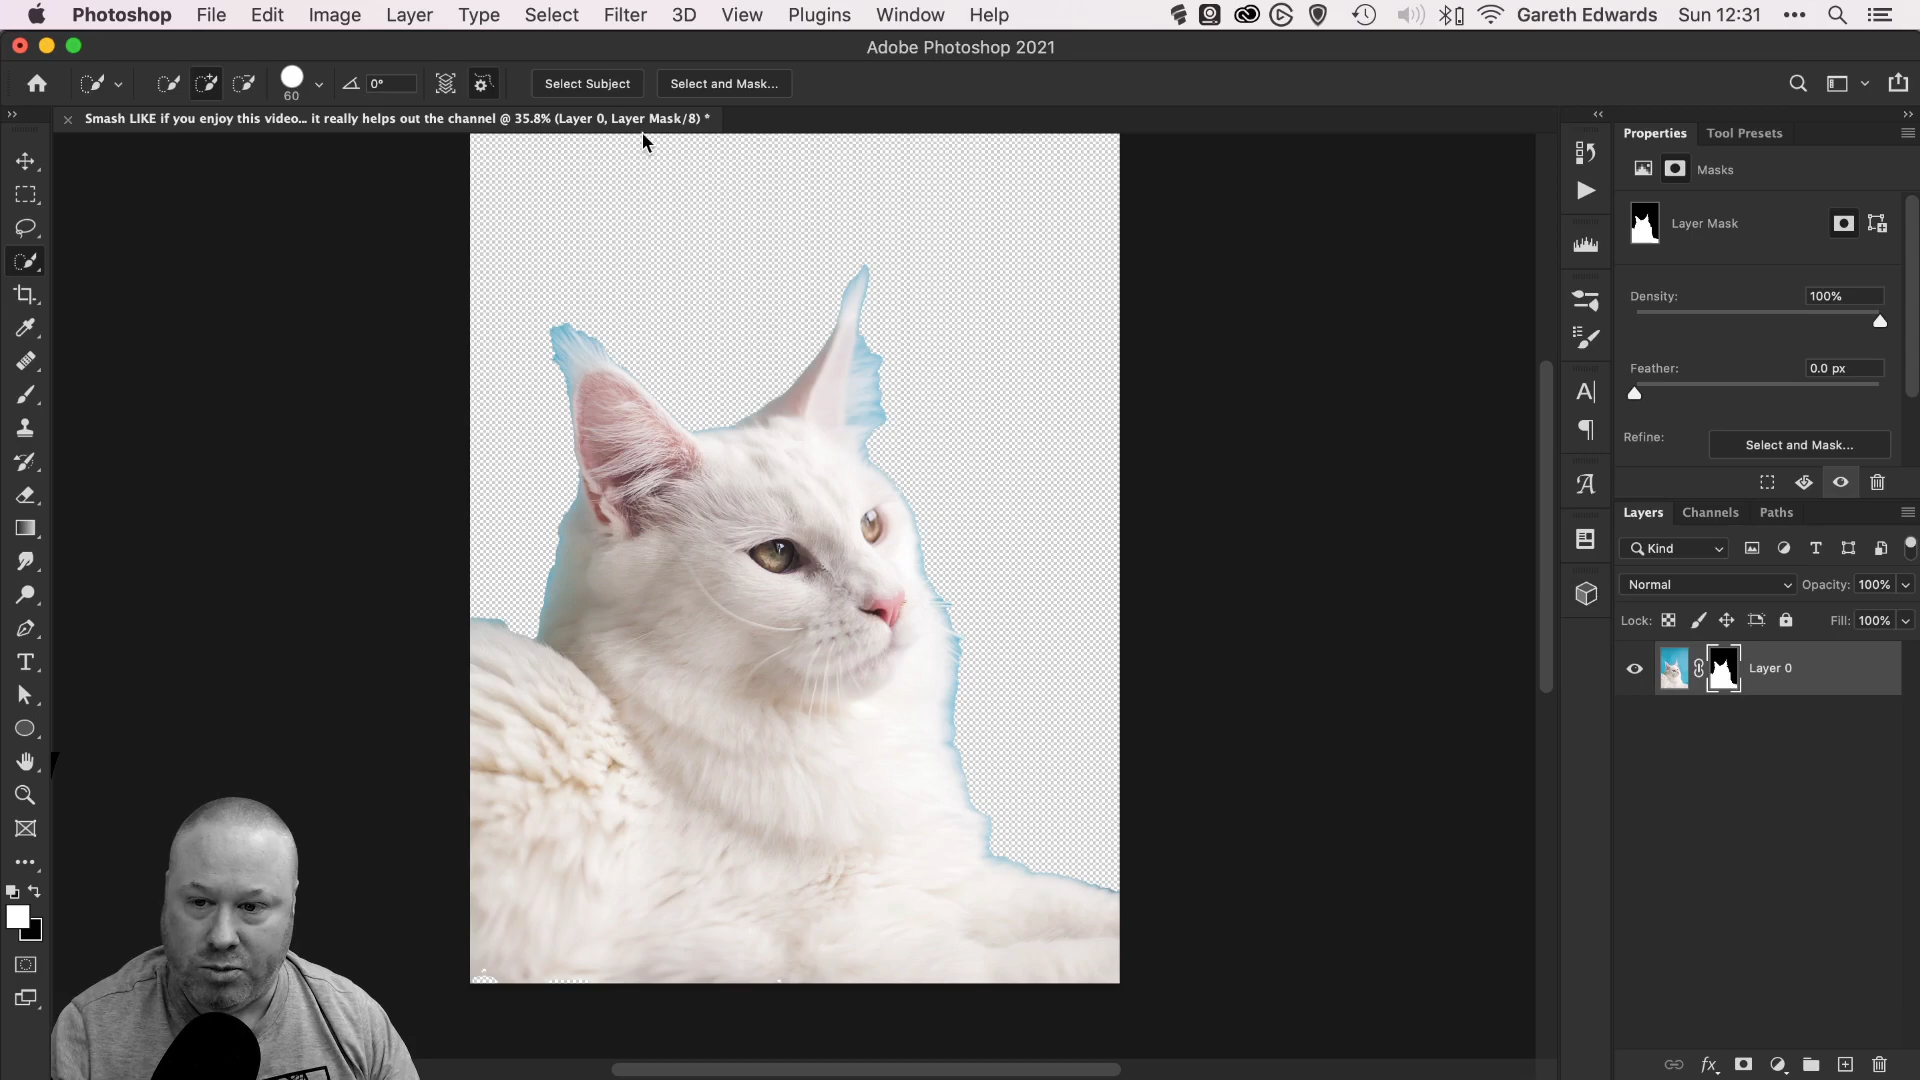 Photoshop File Edit Image Layer Type Select Filter 3D View Plugins Window Help Gareth Edwards Sun 12:31
Adobe Photoshop 2021
60
0°
Select Subject
Select and Mask...
Smash LIKE if you enjoy this video... it really helps out the channel @ 35.8% (Layer 0, Layer Mask/8) *
Properties Tool Presets
Masks
Layer Mask
Density: 100%
Feather: 0.0 px
Refine: Select and Mask...
Layers Channels Paths
Kind
Normal Opacity: 100%
Lock: Fill: 100%
Layer 0